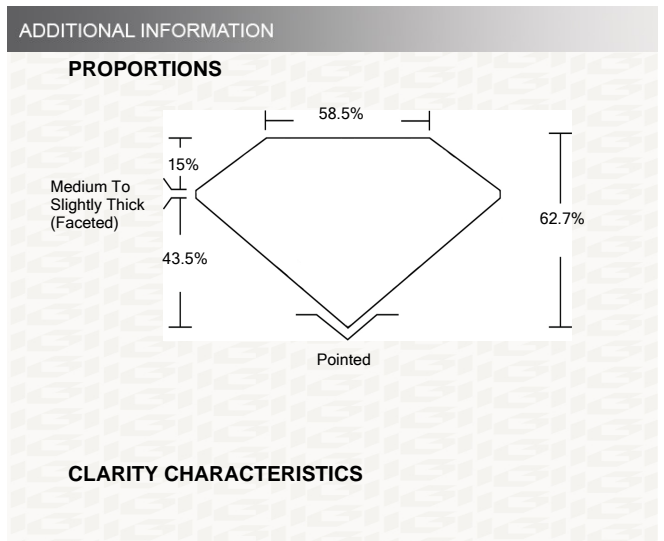 ADDITIONAL INFORMATION
PROPORTIONS
58.5%
15%
Medium To
Slightly Thick
(Faceted)
62.7%
43.5%
Pointed
CLARITY CHARACTERISTICS